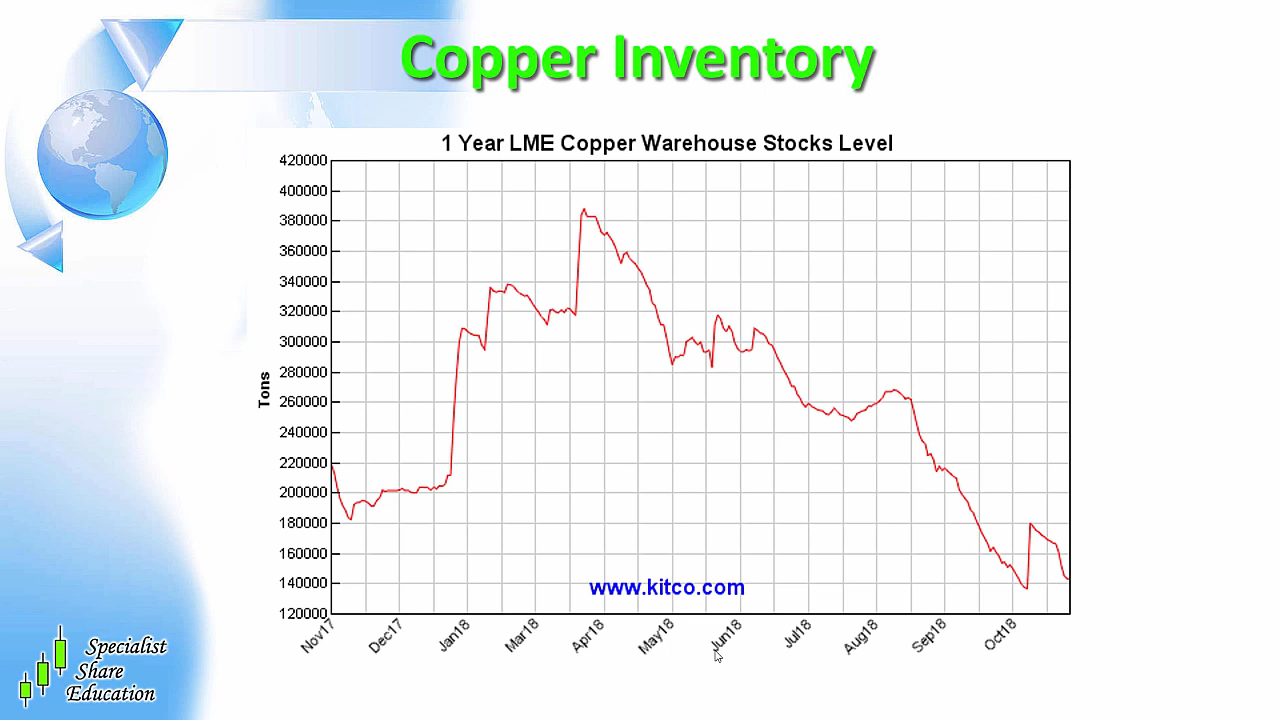 Copper Inventory
1 Year LME Copper Warehouse Stocks Level
420000
400000
380000
360000
340000
320000
300000
280000
260000
240000
220000
200000
180000
160000
140000
120000
Tons
www.kitco.com
Nov17 Dec17 Jan18 Mar18 Apr18 May18 Jun18 Jul18 Aug18 Sep18 Oct18
Specialist
Share
Education